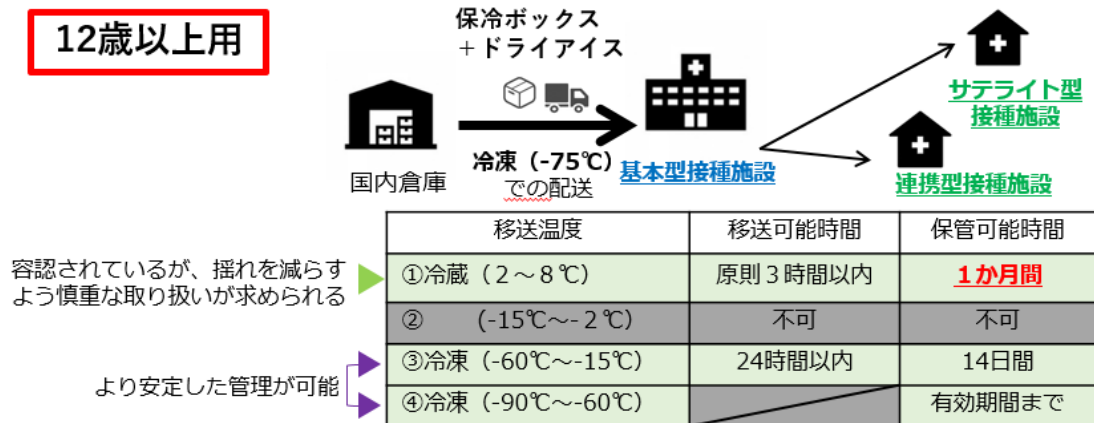 12歳以上用
保冷ボックス
+ドライアイス
国内倉庫
冷凍（-75℃）
での配送
基本型接種施設
サテライト型
接種施設
連携型接種施設
移送温度 移送可能時間 保管可能時間
容認されているが、揺れを減らす
よう慎重な取り扱いが求められる
①冷蔵（2～8℃） 原則３時間以内 １か月間
② (-15℃～-2℃) 不可 不可
③冷凍（-60℃～-15℃） 24時間以内 14日間
より安定した管理が可能
④冷凍（-90℃～-60℃） 有効期間まで